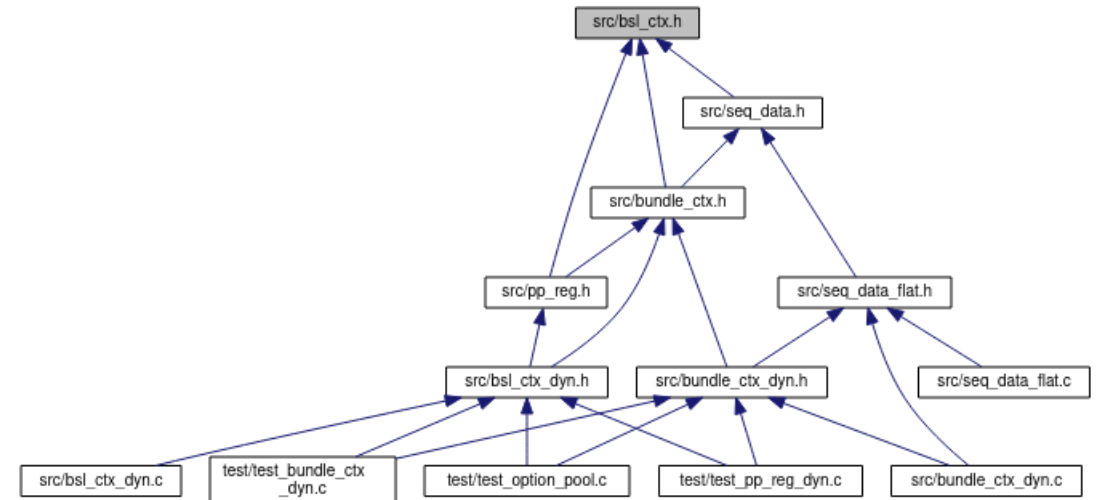 src/bsl_ctx.h
src/seq_data.h
src/bundle_ctx.h
src/pp_reg.h
src/seq_data_flat.h
src/bsl_ctx_dyn.h
src/bundle_ctx_dyn.h
src/seq_data_flat.c
src/bsl_ctx_dyn.c
test/test_bundle_ctx
_dyn.c
test/test_option_pool.c
test/test_pp_reg_dyn.c
src/bundle_ctx_dyn.c